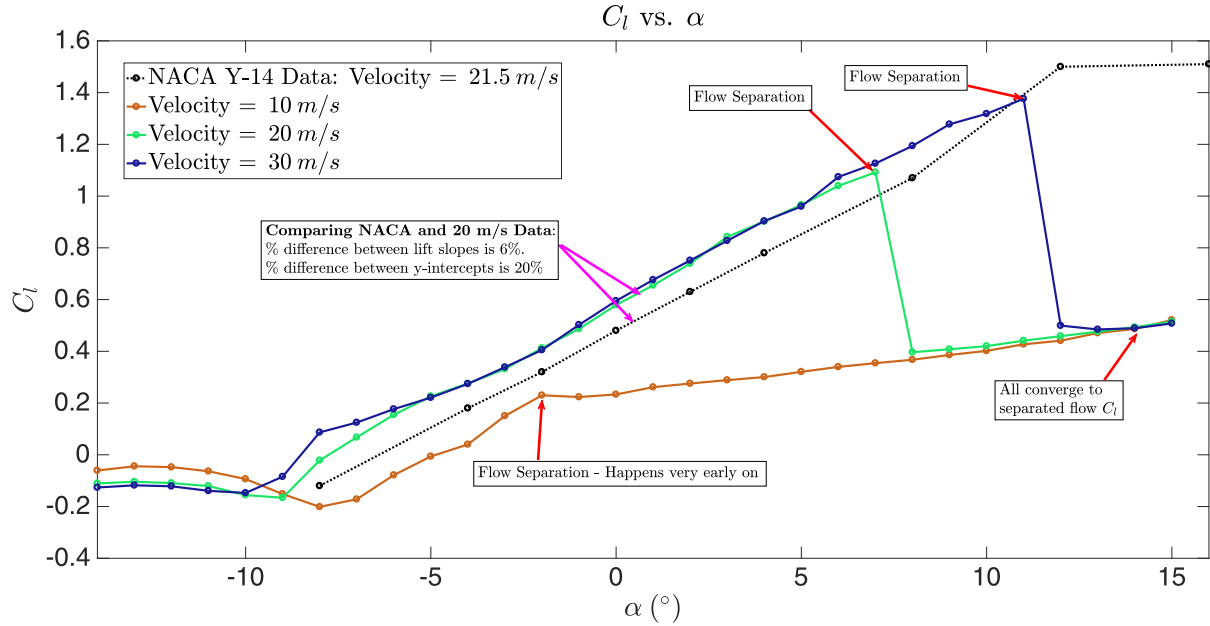 C_l vs. α
1.6
1.4
1.2
1
0.8
0.6
0.4
0.2
0
-0.2
-0.4
C_l
NACA Y-14 Data: Velocity = 21.5 m/s
Velocity = 10 m/s
Velocity = 20 m/s
Velocity = 30 m/s
Flow Separation
Flow Separation
Comparing NACA and 20 m/s Data:
% difference between lift slopes is 6%.
% difference between y-intercepts is 20%
All converge to
separated flow C_l
Flow Separation - Happens very early on
-10
-5
0
5
10
15
α (°)